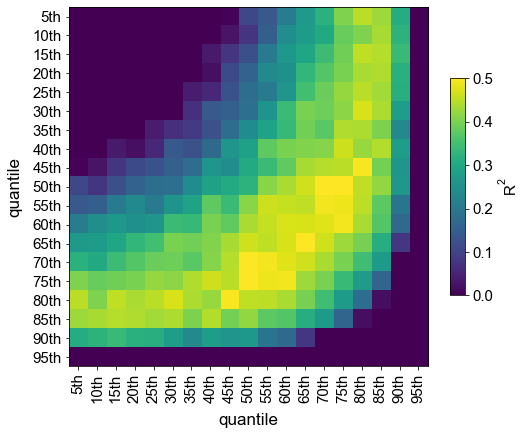 5th
10th
15th
20th
25th
30th
35th
40th
45th
50th
55th
60th
65th
70th
75th
80th
85th
90th
95th
quantile
5th
10th
15th
20th
25th
30th
35th
40th
45th
50th
55th
60th
65th
70th
75th
80th
85th
90th
95th
quantile
0.5
0.4
0.3
0.2
0.1
0.0
R²